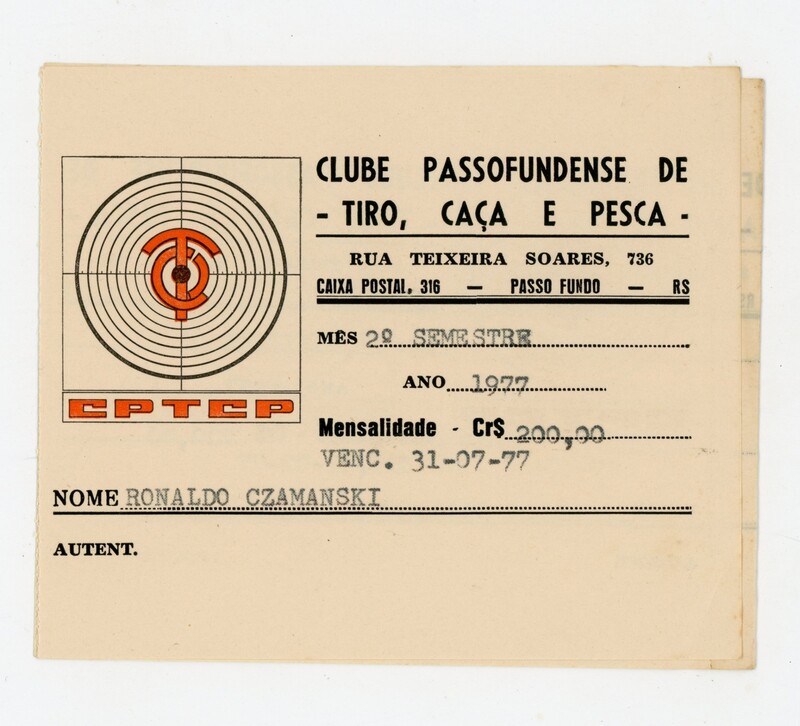 CLUBE PASSOFUNDENSE DE
- TIRO, CAÇA E PESCA -
RUA TEIXEIRA SOARES, 736
CAIXA POSTAL, 316 — PASSO FUNDO — RS
CPTCP
MÊS 2º SEMESTRE
ANO 1977
Mensalidade - Cr$ 200,00
VENC. 31-07-77
NOME RONALDO CZAMANSKI
AUTENT.